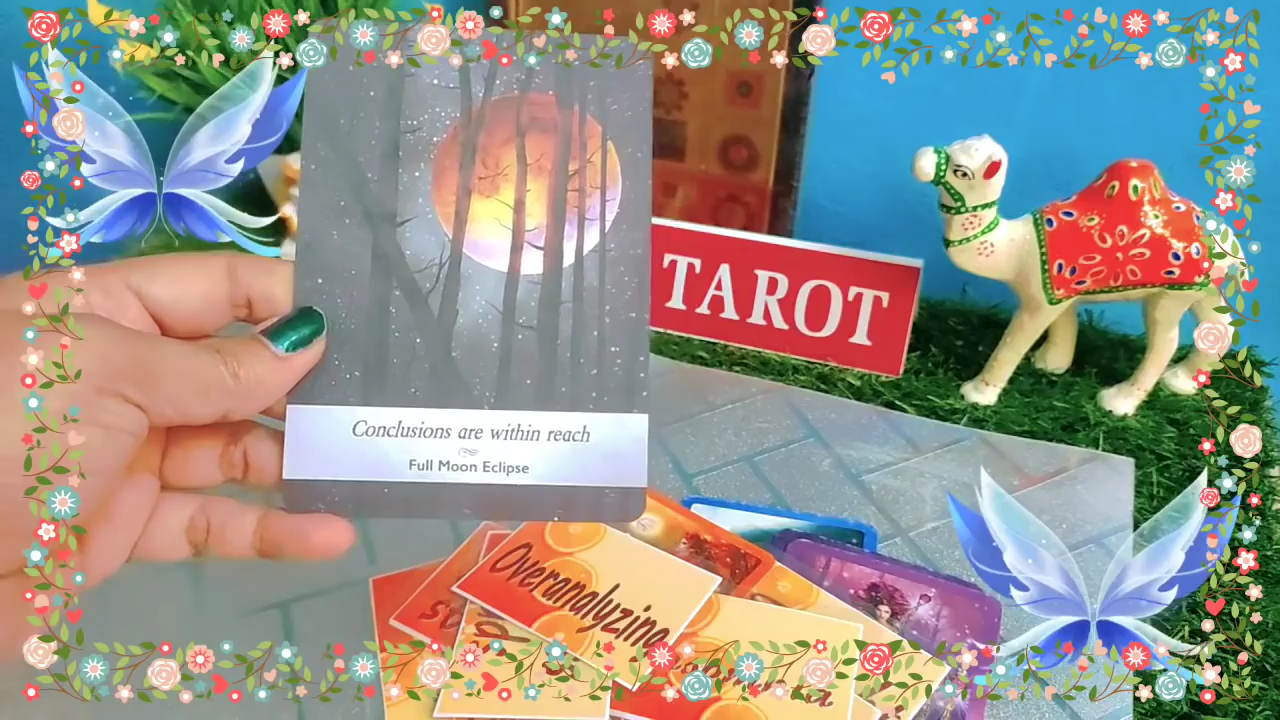 Conclusions are within reach
Full Moon Eclipse
TAROT
Overanalyzing